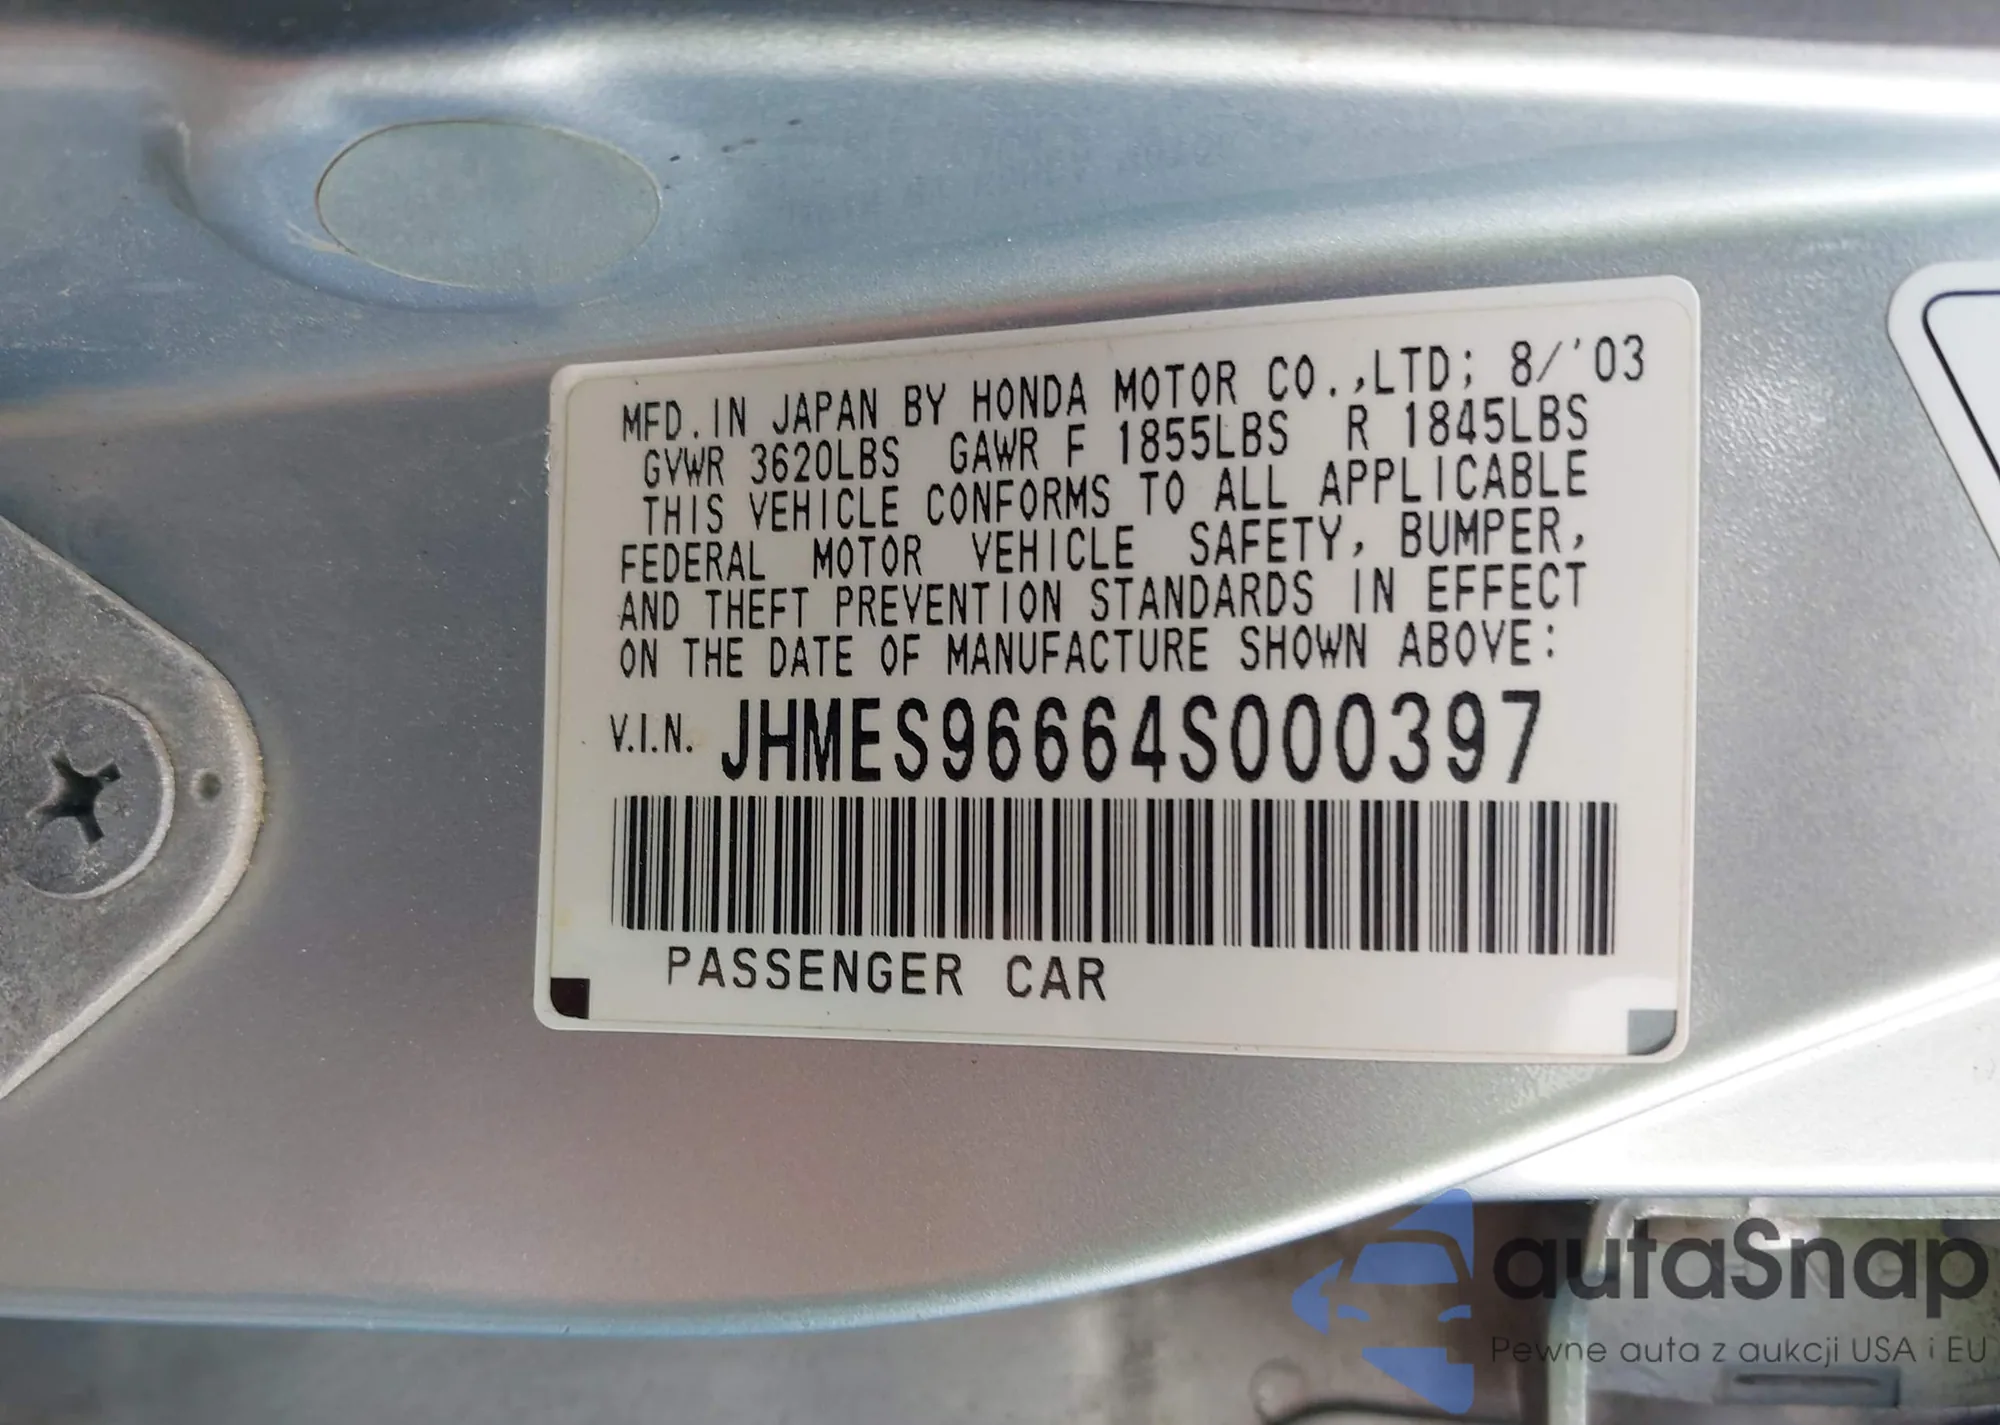 MFD. IN JAPAN BY HONDA MOTOR CO.,LTD; 8/'03
GVWR 3620LBS GAWR F 1855LBS R 1845LBS
THIS VEHICLE CONFORMS TO ALL APPLICABLE
FEDERAL MOTOR VEHICLE SAFETY, BUMPER,
AND THEFT PREVENTION STANDARDS IN EFFECT
ON THE DATE OF MANUFACTURE SHOWN ABOVE:
V.I.N. JHMES96664S000397
PASSENGER CAR
autaSnap
Pewne auta z aukcji USA i EU